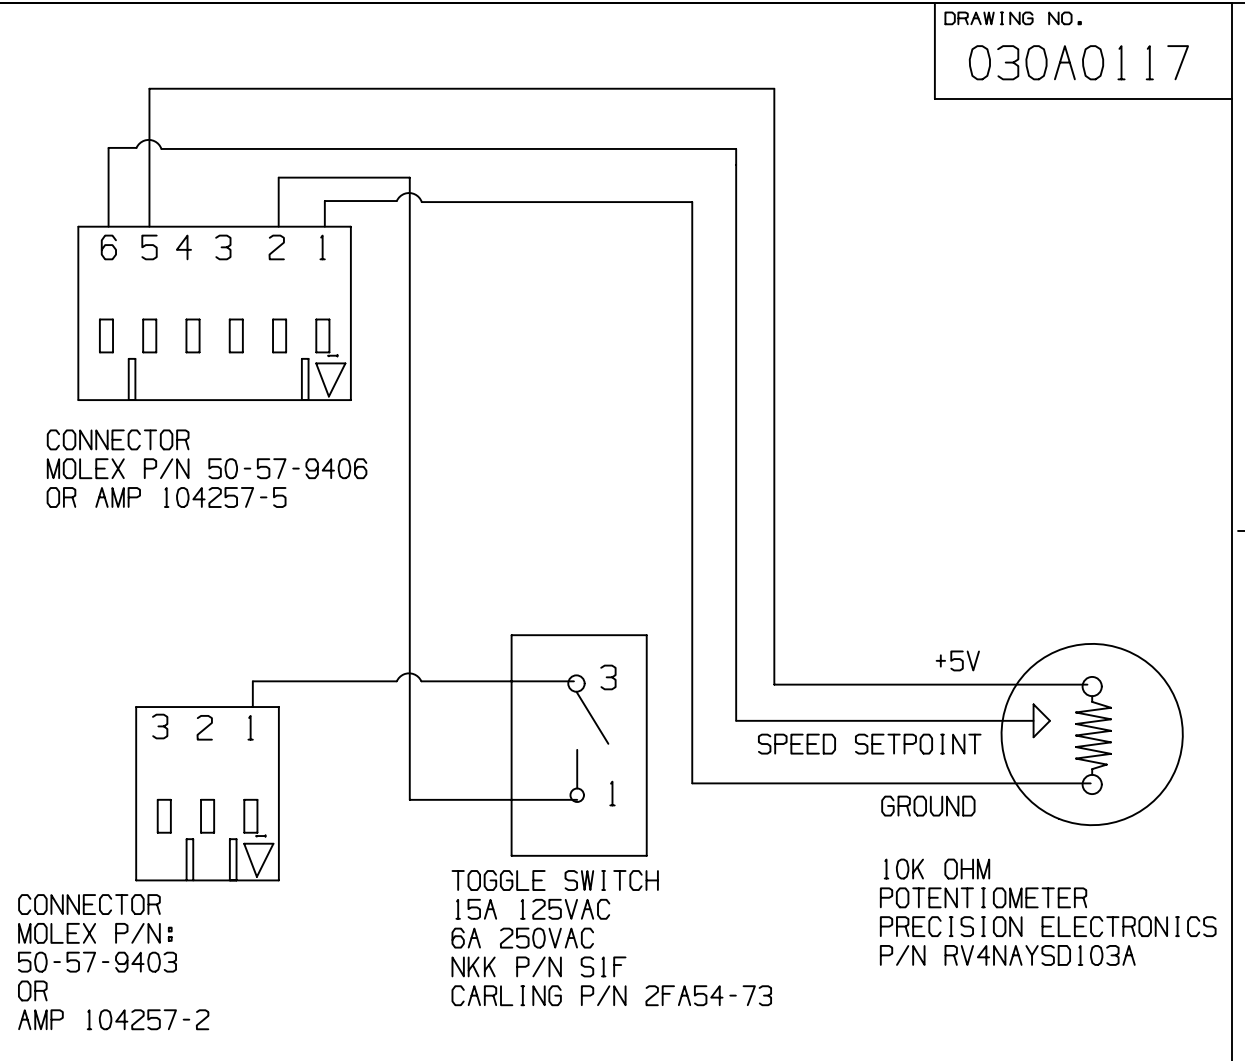 DRAWING NO.
030A0117
6 5 4 3 2 1
CONNECTOR
MOLEX P/N 50-57-9406
OR AMP 104257-5
+5V
SPEED SETPOINT
GROUND
3
1
3 2 1
10K OHM
POTENTIOMETER
PRECISION ELECTRONICS
P/N RV4NAYSD103A
TOGGLE SWITCH
15A 125VAC
6A 250VAC
NKK P/N S1F
CARLING P/N 2FA54-73
CONNECTOR
MOLEX P/N:
50-57-9403
OR
AMP 104257-2